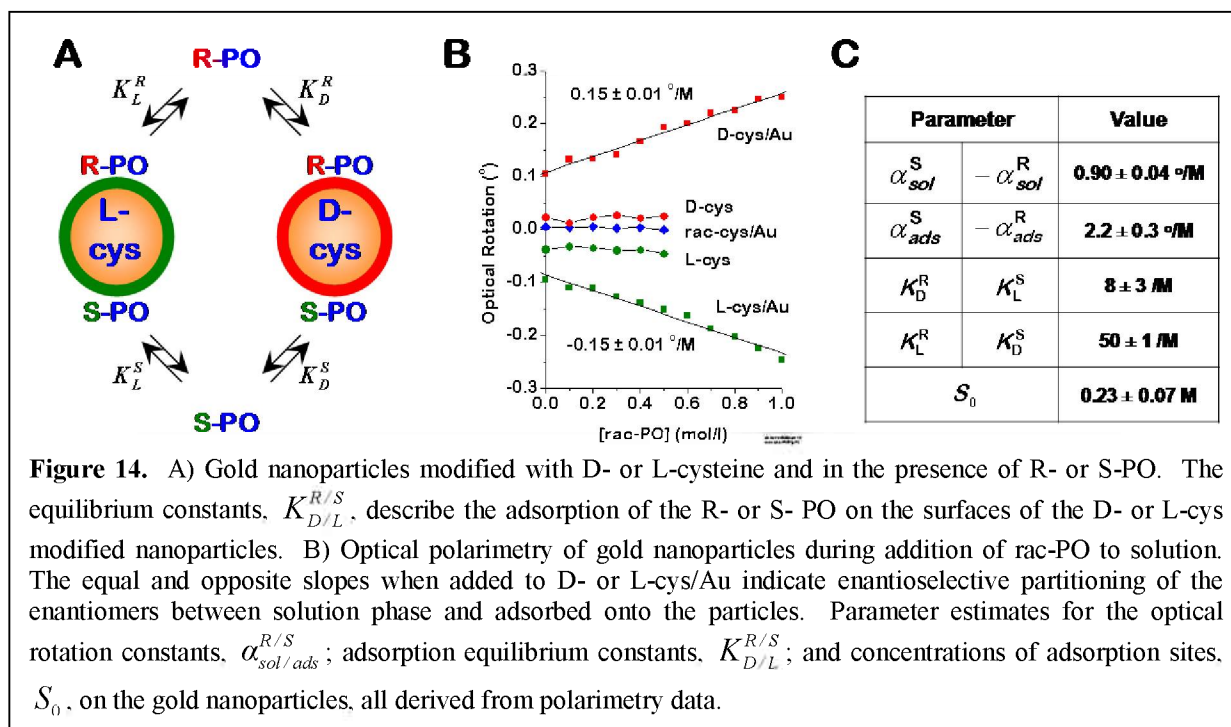 A
R-PO
K_L^R
K_D^R
R-PO
R-PO
L-
cys
D-
cys
S-PO
S-PO
K_L^S
K_D^S
S-PO
B
Optical Rotation (°)
0.3
0.2
0.1
0.0
-0.1
-0.2
-0.3
0.15 ± 0.01 °/M
D-cys/Au
D-cys
rac-cys/Au
L-cys
L-cys/Au
-0.15 ± 0.01 °/M
0.0 0.2 0.4 0.6 0.8 1.0
[rac-PO] (mol/l)
C
Parameter Value
α_sol^S -α_sol^R 0.90 ± 0.04 º/M
α_ads^S -α_ads^R 2.2 ± 0.3 º/M
K_D^R K_L^S 8 ± 3 /M
K_L^R K_D^S 50 ± 1 /M
S_0 0.23 ± 0.07 M
Figure 14. A) Gold nanoparticles modified with D- or L-cysteine and in the presence of R- or S-PO. The
equilibrium constants, K_{D/L}^{R/S}, describe the adsorption of the R- or S- PO on the surfaces of the D- or L-cys
modified nanoparticles. B) Optical polarimetry of gold nanoparticles during addition of rac-PO to solution.
The equal and opposite slopes when added to D- or L-cys/Au indicate enantioselective partitioning of the
enantiomers between solution phase and adsorbed onto the particles. Parameter estimates for the optical
rotation constants, α_{sol/ads}^{R/S}; adsorption equilibrium constants, K_{D/L}^{R/S}; and concentrations of adsorption sites,
S_0, on the gold nanoparticles, all derived from polarimetry data.